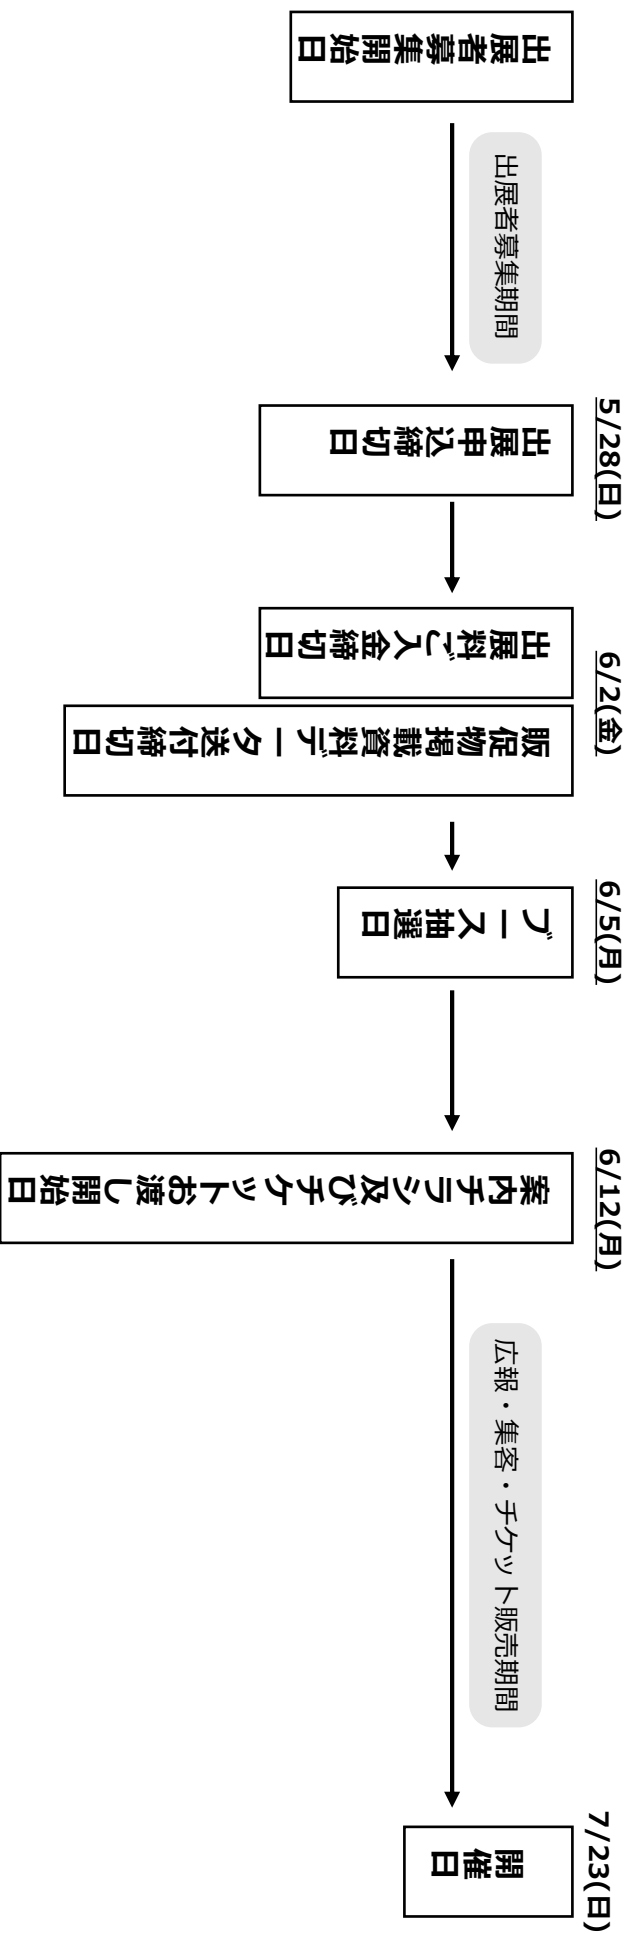 出展者募集開始日
出展者募集期間
5/28(日)
出展申込締切日
6/2(金)
出展料ご入金締切日
販促物掲載資料データ送付締切日
6/5(月)
ブース抽選日
6/12(月)
案内チラシ及びチケットお渡し開始日
広報・集客・チケット販売期間
7/23(日)
開催日